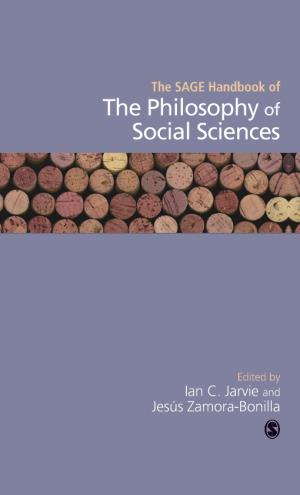 The SAGE Handbook of
The Philosophy of
Social Sciences
Edited by
Ian C. Jarvie and
Jesús Zamora-Bonilla
S